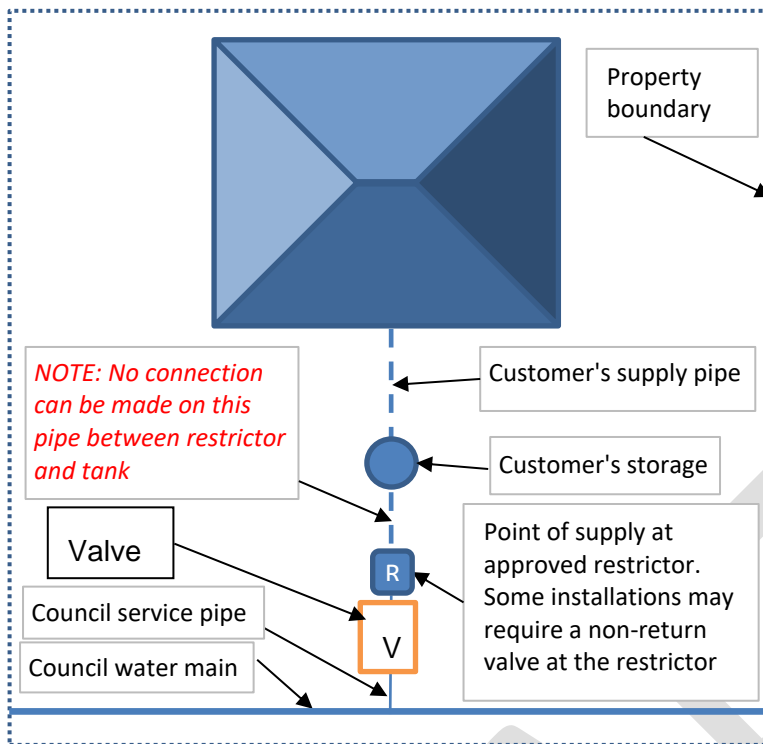 Property
boundary
NOTE: No connection
can be made on this
pipe between restrictor
and tank
Customer's supply pipe
Customer's storage
Valve
R
Point of supply at
approved restrictor.
Some installations may
require a non-return
valve at the restrictor
Council service pipe
V
Council water main